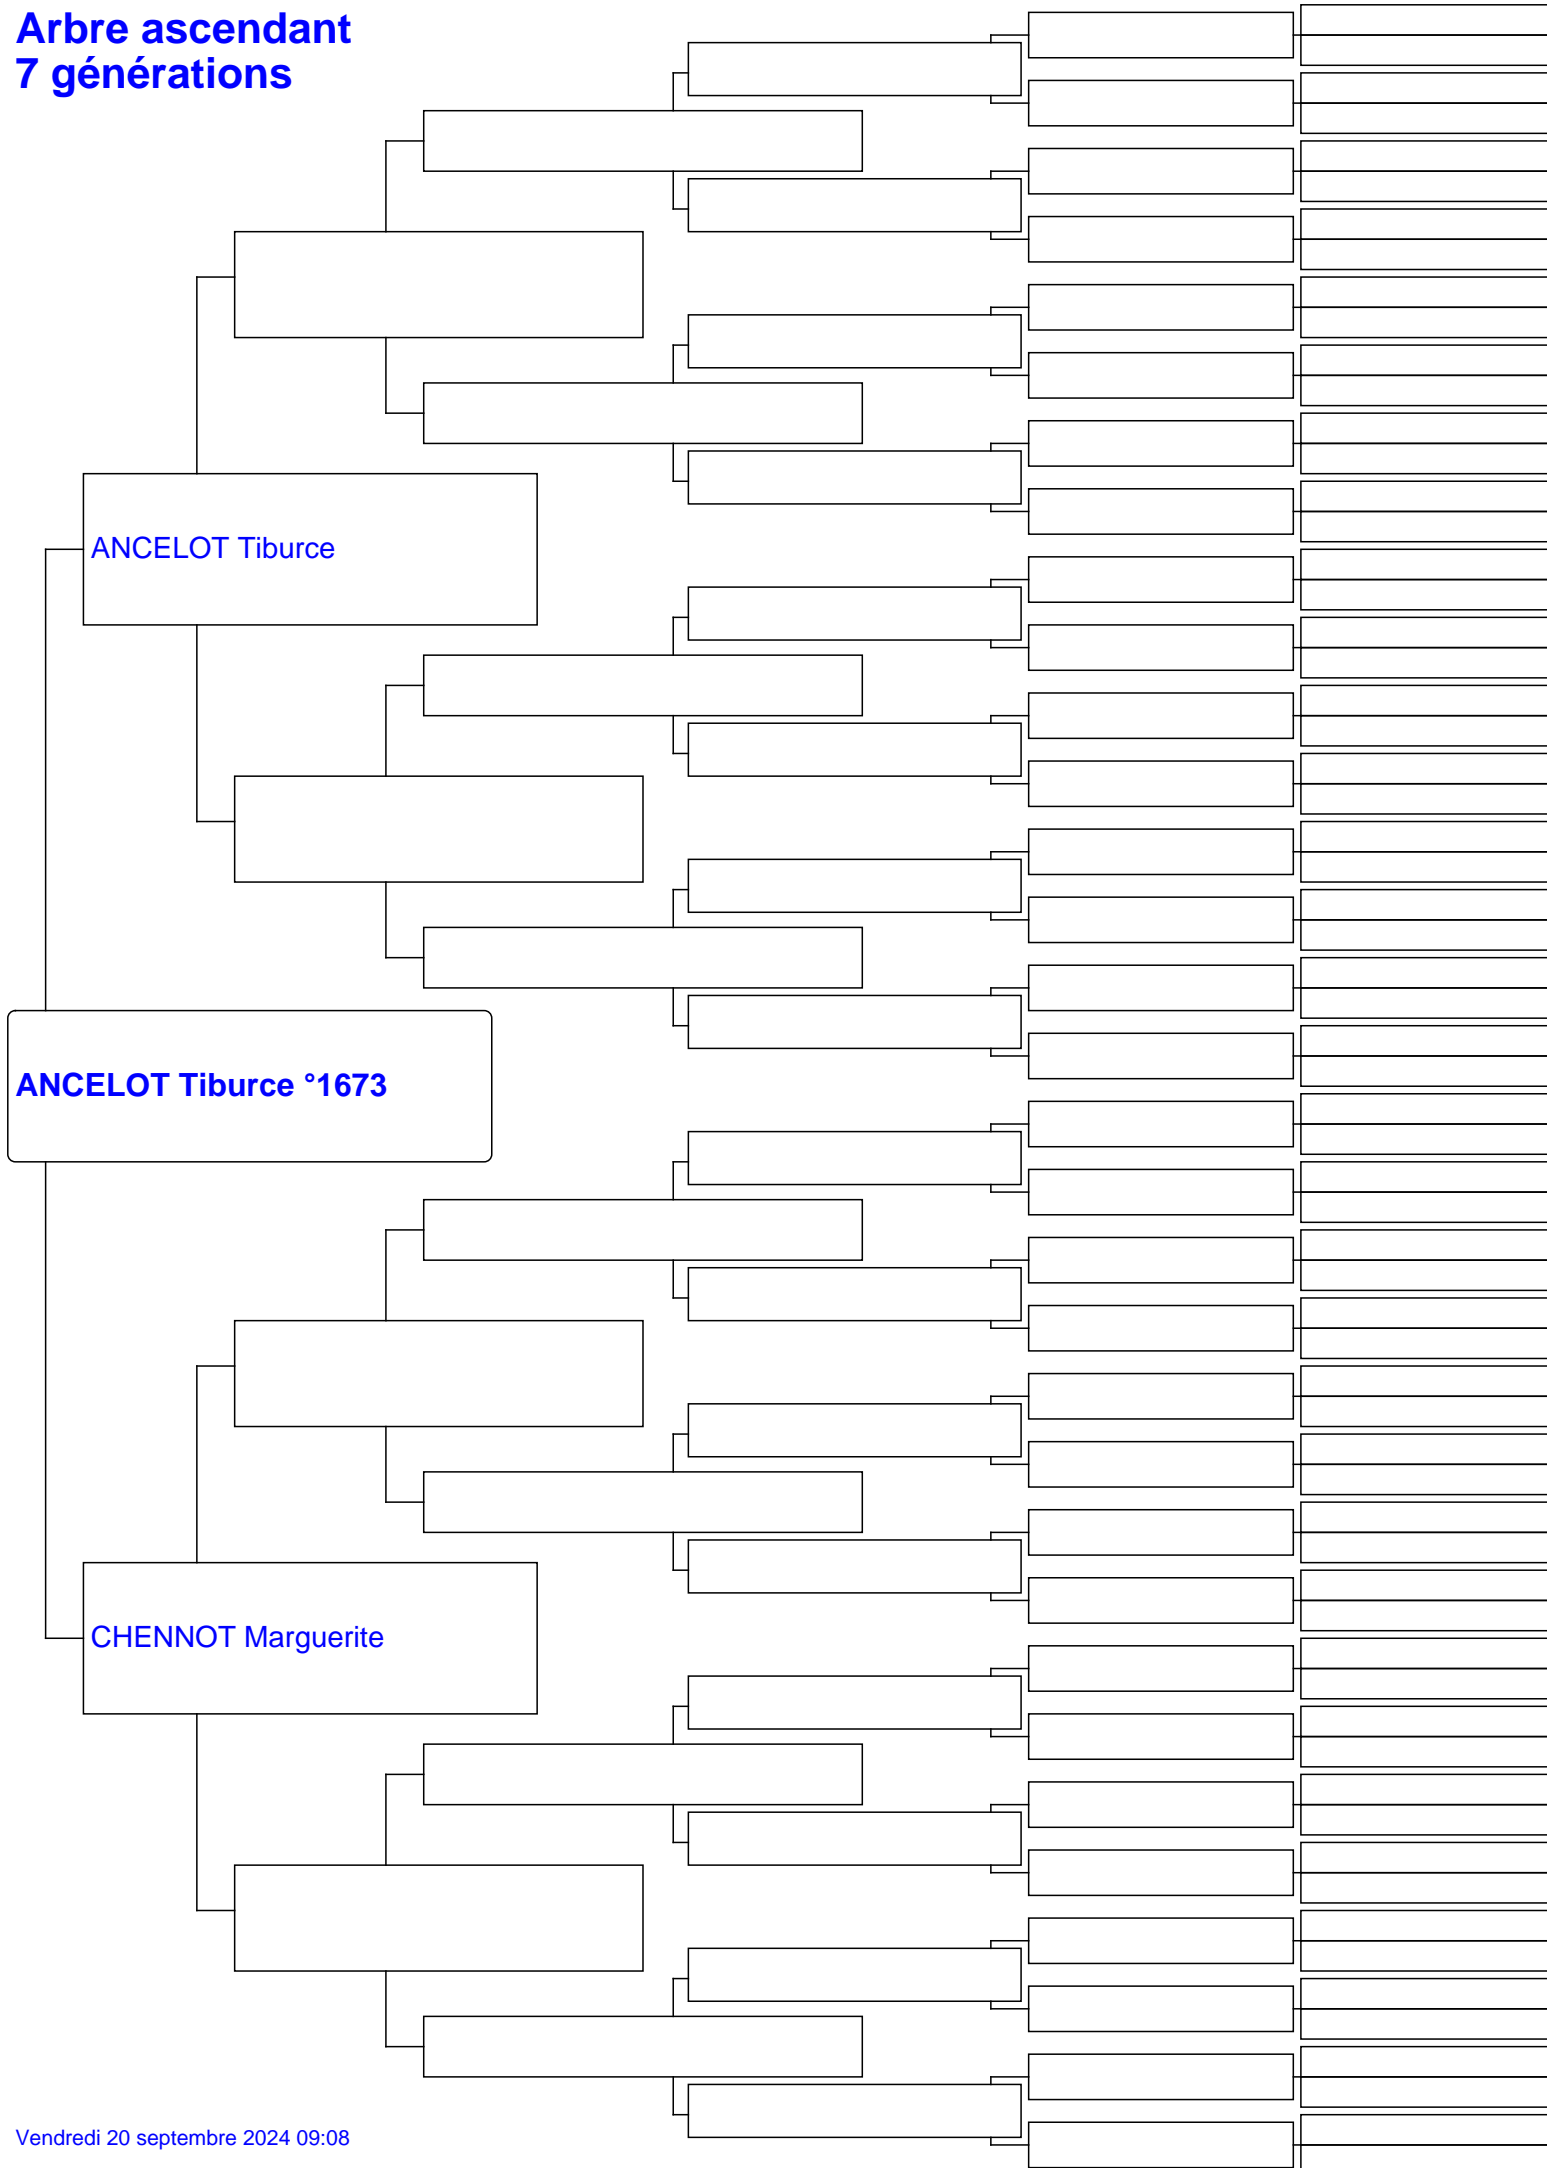 Arbre ascendant
7 générations
ANCELOT Tiburce
ANCELOT Tiburce °1673
CHENNOT Marguerite
Vendredi 20 septembre 2024 09:08